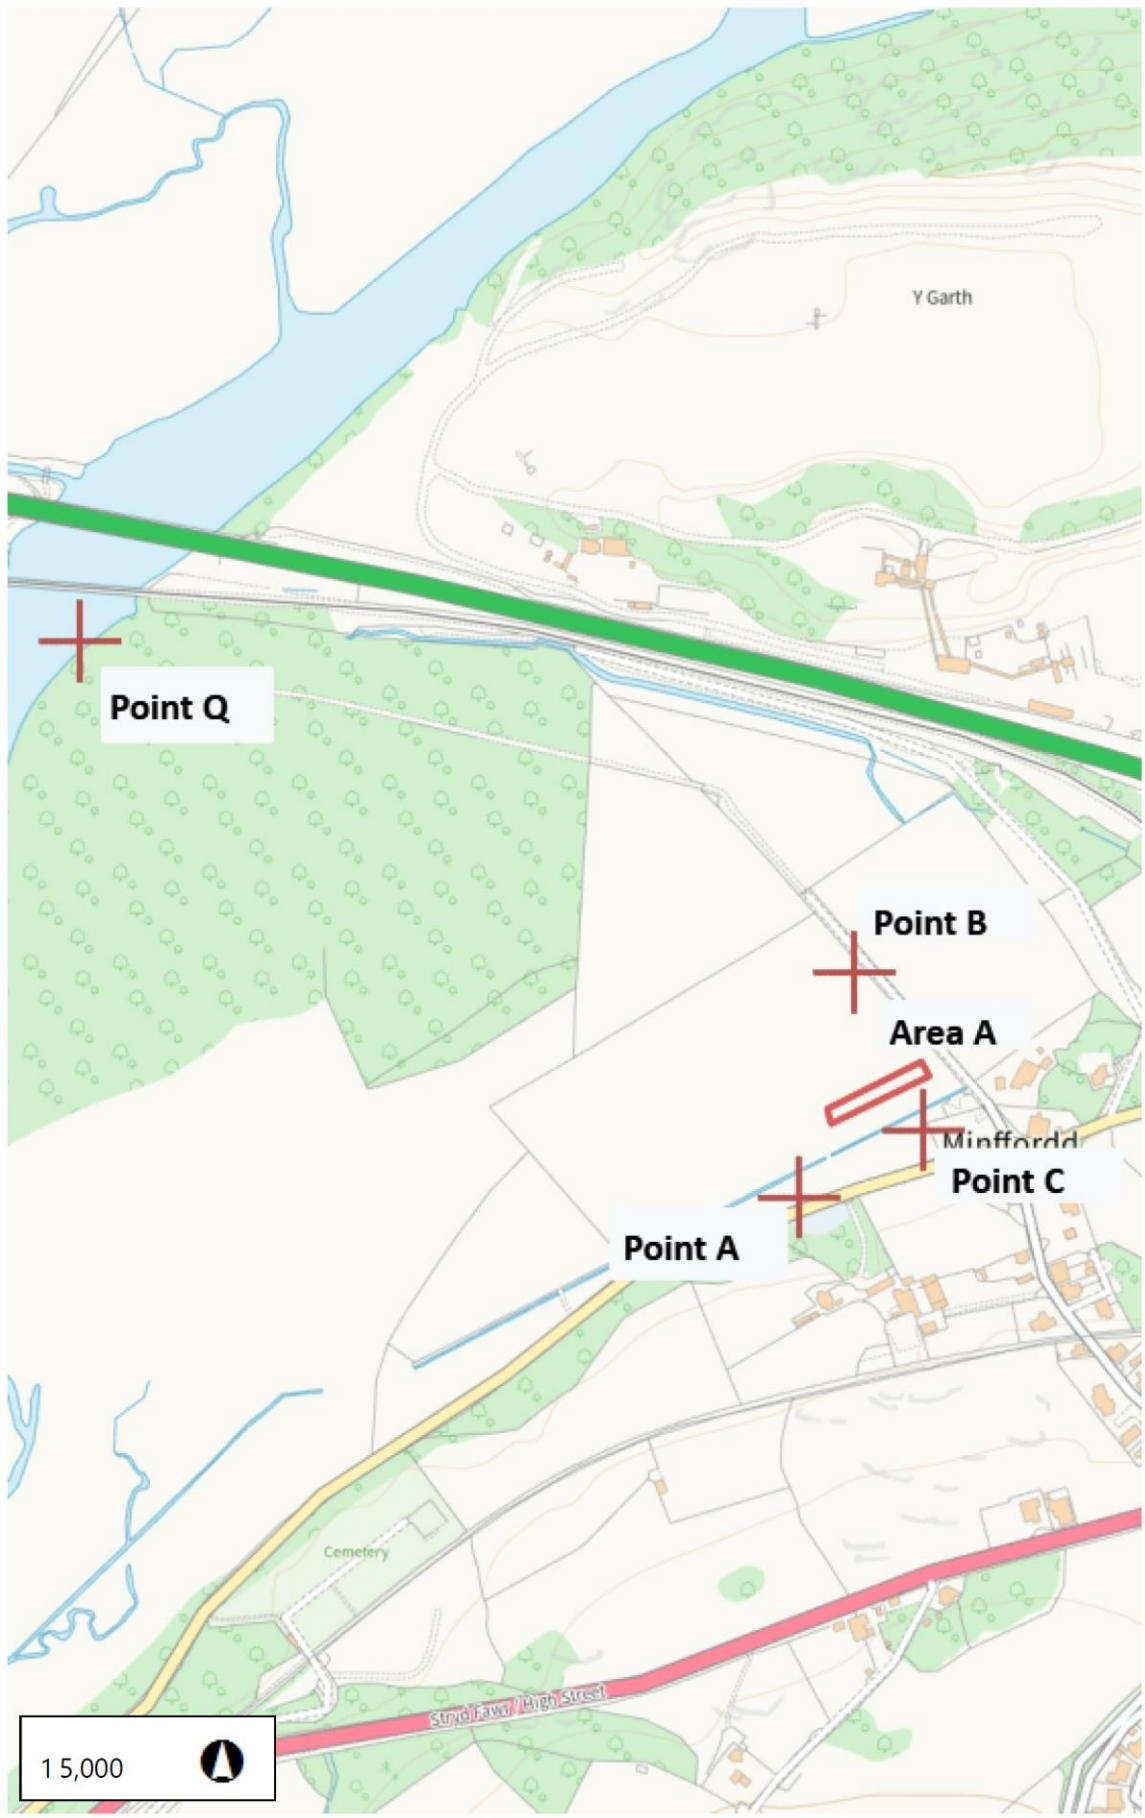 Y Garth
Point Q
Point B
Area A
Minffordd
Point C
Point A
Cemetery
Stryd Fawr / High Street
1 5,000